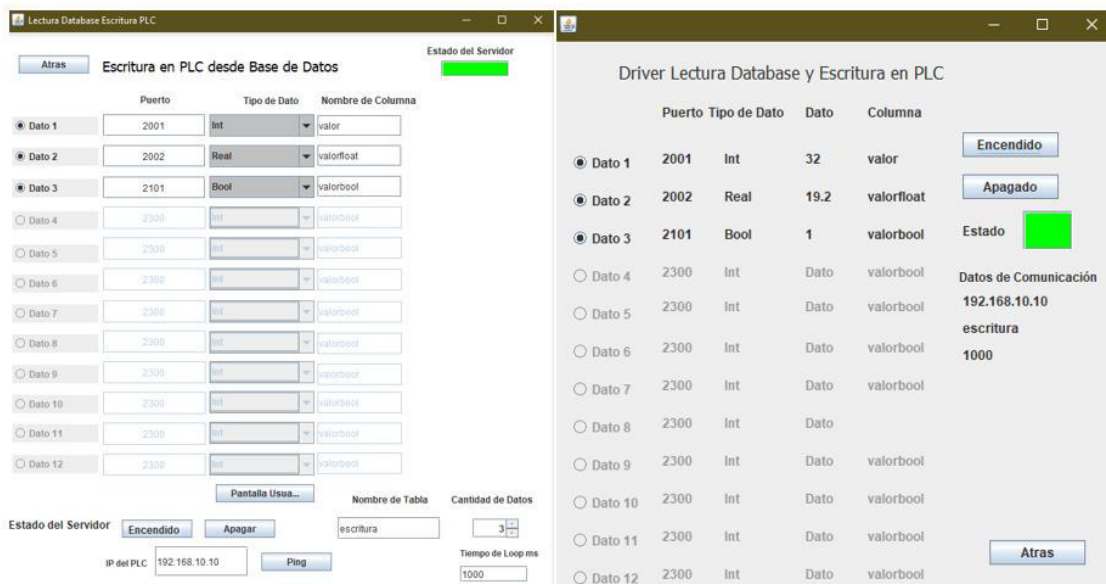 Lectura Database Escritura PLC
Atras
Escritura en PLC desde Base de Datos
Estado del Servidor
Puerto Tipo de Dato Nombre de Columna
Dato 1 2001 Int valor
Dato 2 2002 Real valorfloat
Dato 3 2101 Bool valorbool
Dato 4 2300 Int valorbool
Dato 5 2300 Int valorbool
Dato 6 2300 Int valorbool
Dato 7 2300 Int valorbool
Dato 8 2300 Int valorbool
Dato 9 2300 Int valorbool
Dato 10 2300 Int valorbool
Dato 11 2300 Int valorbool
Dato 12 2300 Int valorbool
Pantalla Usua...
Nombre de Tabla Cantidad de Datos
Estado del Servidor Encendido Apagar escritura 3
IP del PLC 192.168.10.10 Ping
Tiempo de Loop ms
1000
Driver Lectura Database y Escritura en PLC
Puerto Tipo de Dato Dato Columna
Dato 1 2001 Int 32 valor
Dato 2 2002 Real 19.2 valorfloat
Dato 3 2101 Bool 1 valorbool
Dato 4 2300 Int Dato valorbool
Dato 5 2300 Int Dato valorbool
Dato 6 2300 Int Dato valorbool
Dato 7 2300 Int Dato valorbool
Dato 8 2300 Int Dato
Dato 9 2300 Int Dato valorbool
Dato 10 2300 Int Dato valorbool
Dato 11 2300 Int Dato valorbool
Dato 12 2300 Int Dato valorbool
Encendido
Apagado
Estado
Datos de Comunicación
192.168.10.10
escritura
1000
Atras